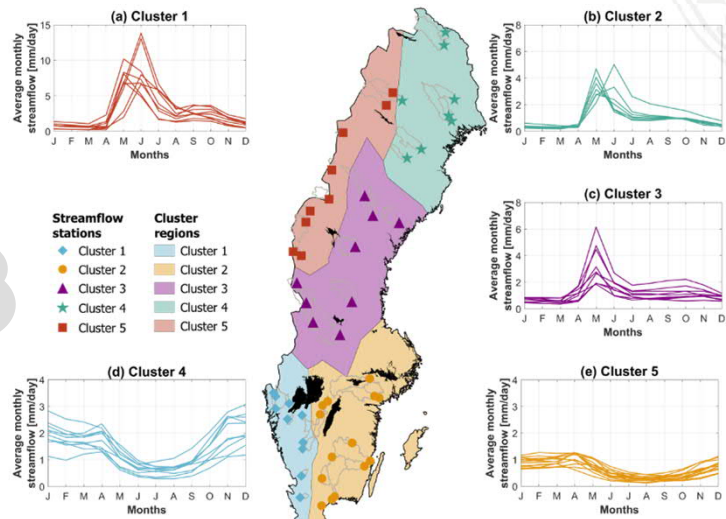 (a) Cluster 1
Average monthly
streamflow [mm/day]
15
10
5
0
J F M A M J J A S O N D
Months
(b) Cluster 2
Average monthly
streamflow [mm/day]
8
6
4
2
0
J F M A M J J A S O N D
Months
(c) Cluster 3
Average monthly
streamflow [mm/day]
8
6
4
2
0
J F M A M J J A S O N D
Months
Streamflow
stations
Cluster 1
Cluster 2
Cluster 3
Cluster 4
Cluster 5
Cluster
regions
Cluster 1
Cluster 2
Cluster 3
Cluster 4
Cluster 5
(d) Cluster 4
Average monthly
streamflow [mm/day]
4
3
2
1
0
J F M A M J J A S O N D
Months
(e) Cluster 5
Average monthly
streamflow [mm/day]
4
3
2
1
0
J F M A M J J A S O N D
Months